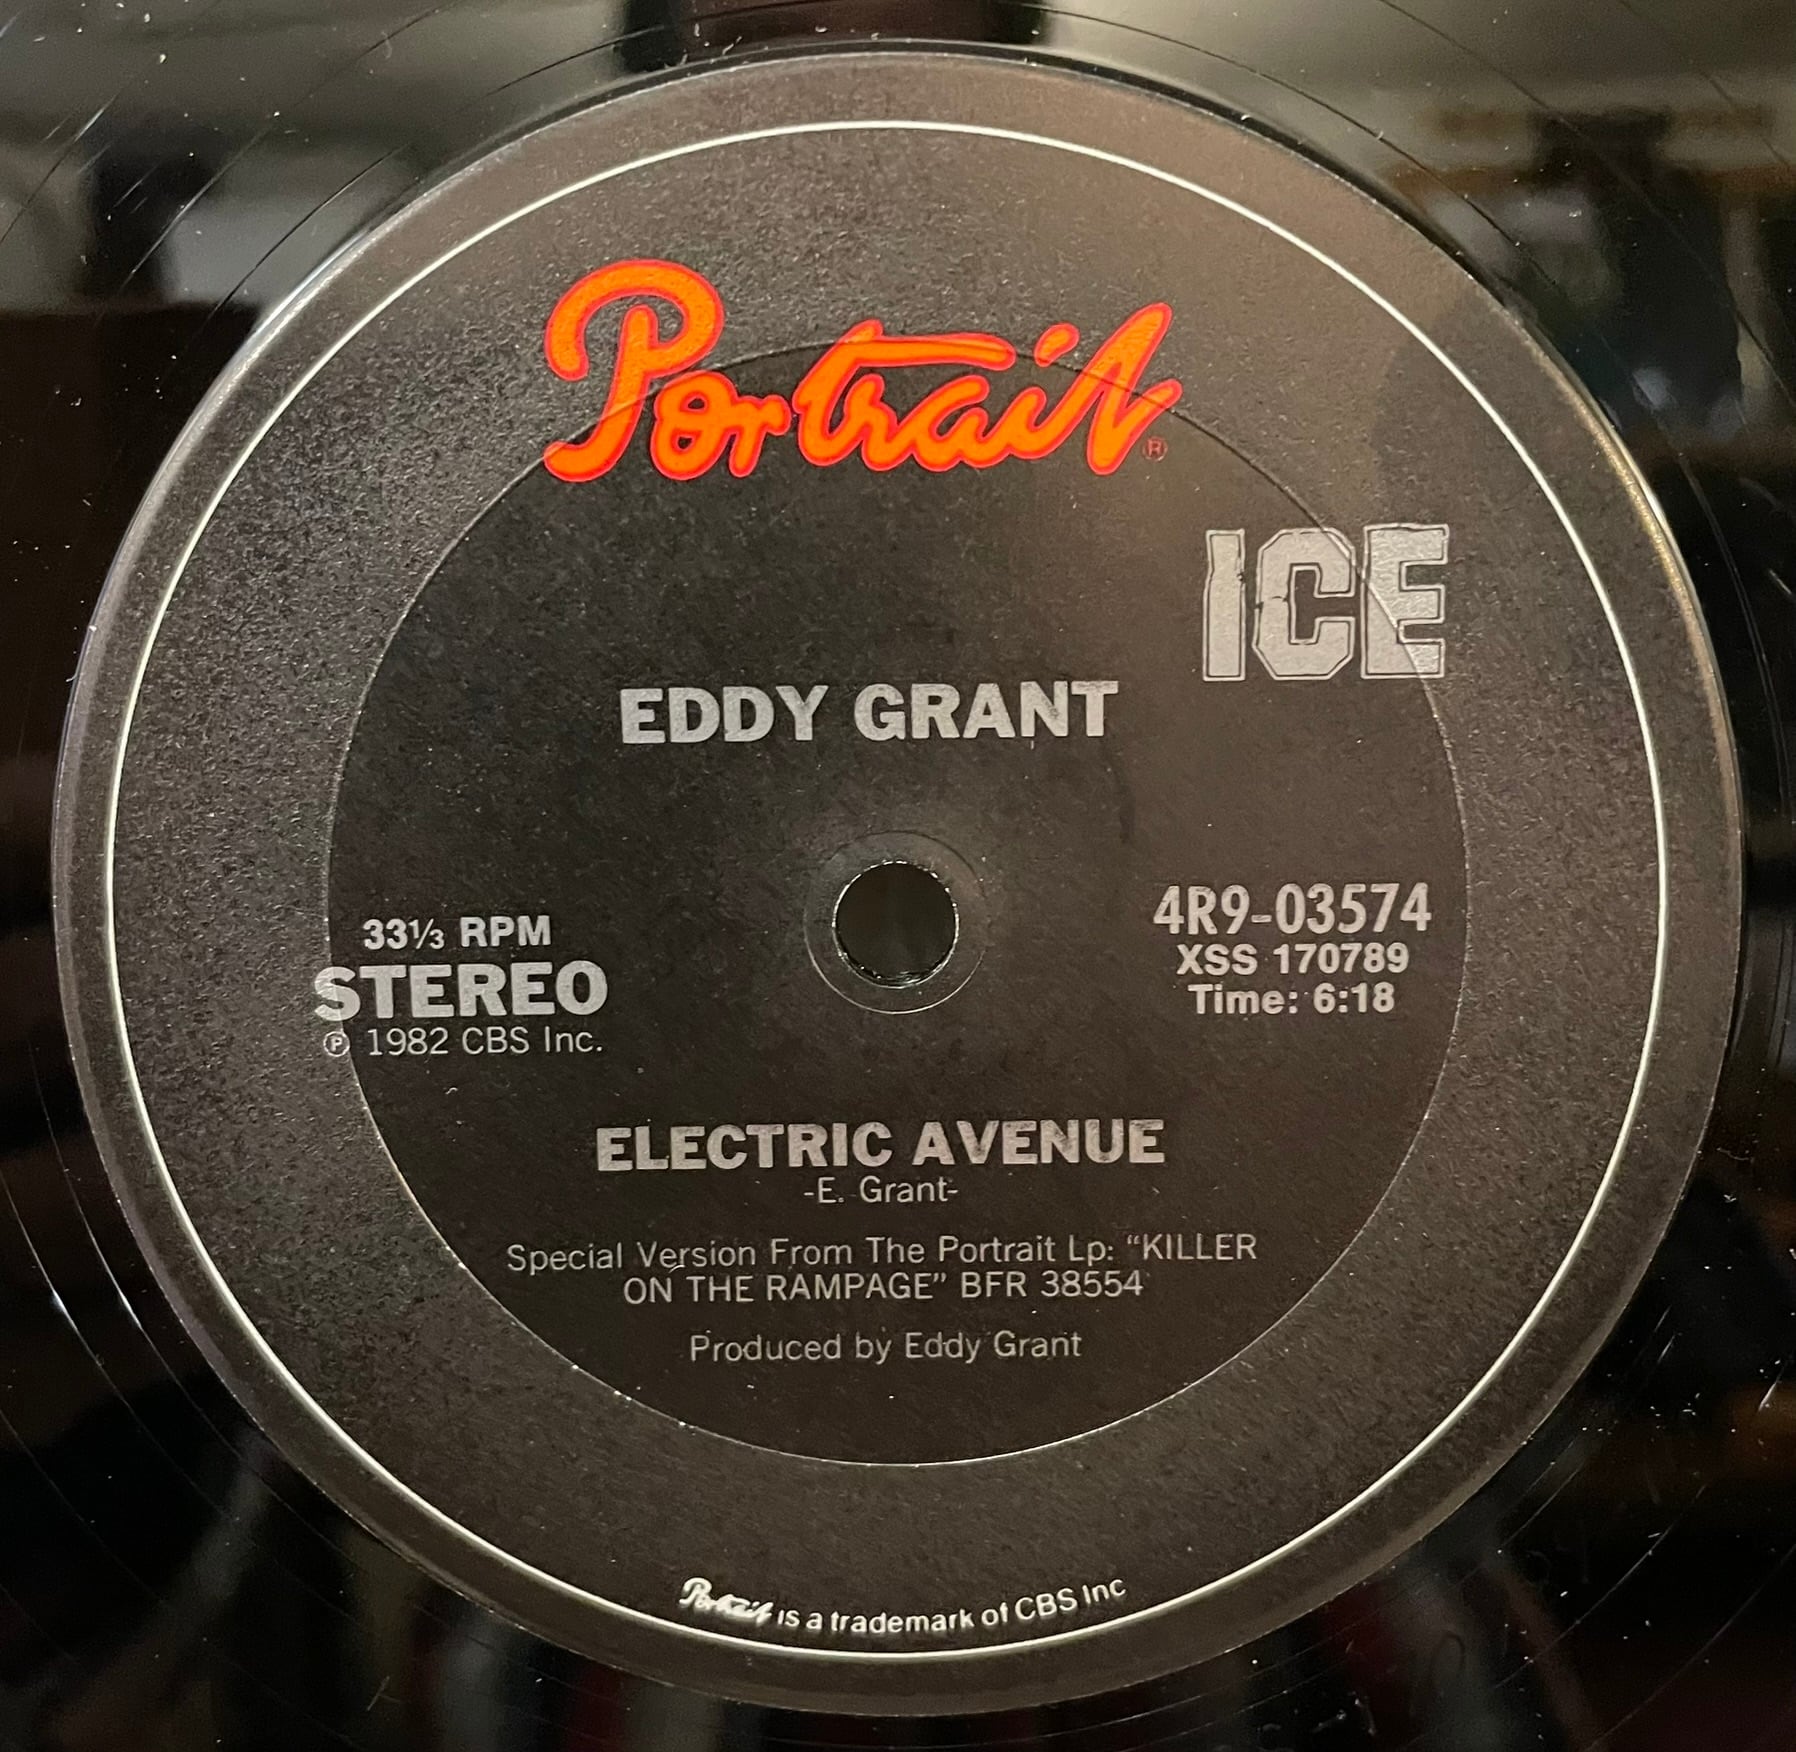 Portrait®
ICE
EDDY GRANT
33⅓ RPM
STEREO
℗ 1982 CBS Inc.
4R9-03574
XSS 170789
Time: 6:18
ELECTRIC AVENUE
-E. Grant-
Special Version From The Portrait Lp: “KILLER
ON THE RAMPAGE” BFR 38554
Produced by Eddy Grant
Portrait is a trademark of CBS Inc